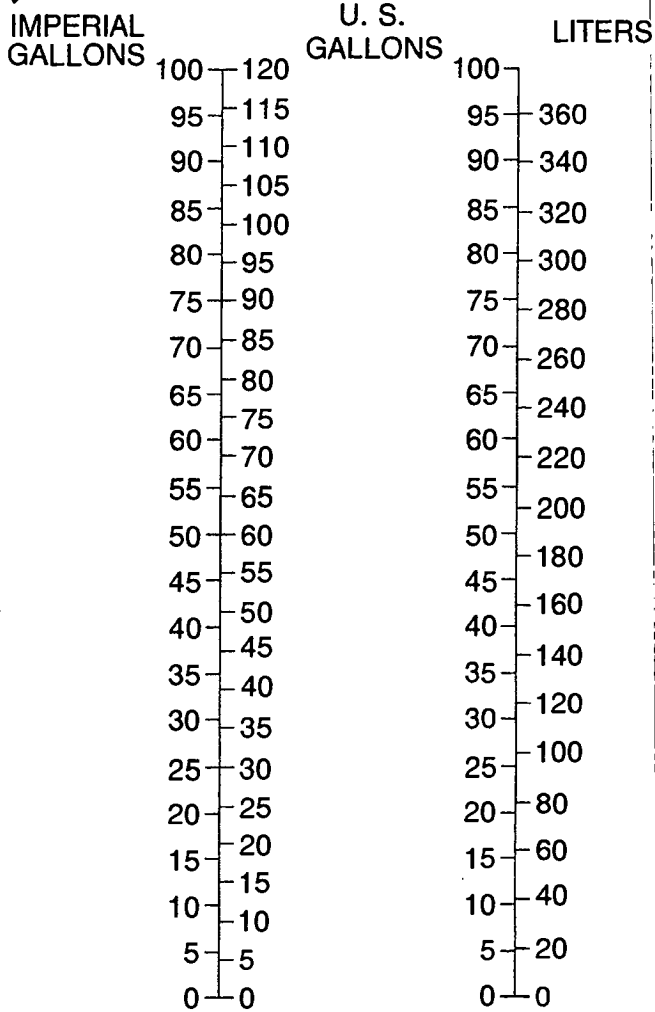 IMPERIAL
GALLONS
U. S.
GALLONS
LITERS
100 120 100
95 115 95 360
90 110 90 340
105
85 100 85 320
80 95 80 300
75 90 75 280
70 85 70 260
80
65 75 65 240
60 70 60 220
55 65 55 200
50 60 50 180
45 55 45
50 160
40 45 40 140
35 40 35
30 35 30 120
25 30 25 100
20 25 20 80
20
15 15 15 60
10 10 10 40
5 5 5 20
0 0 0 0